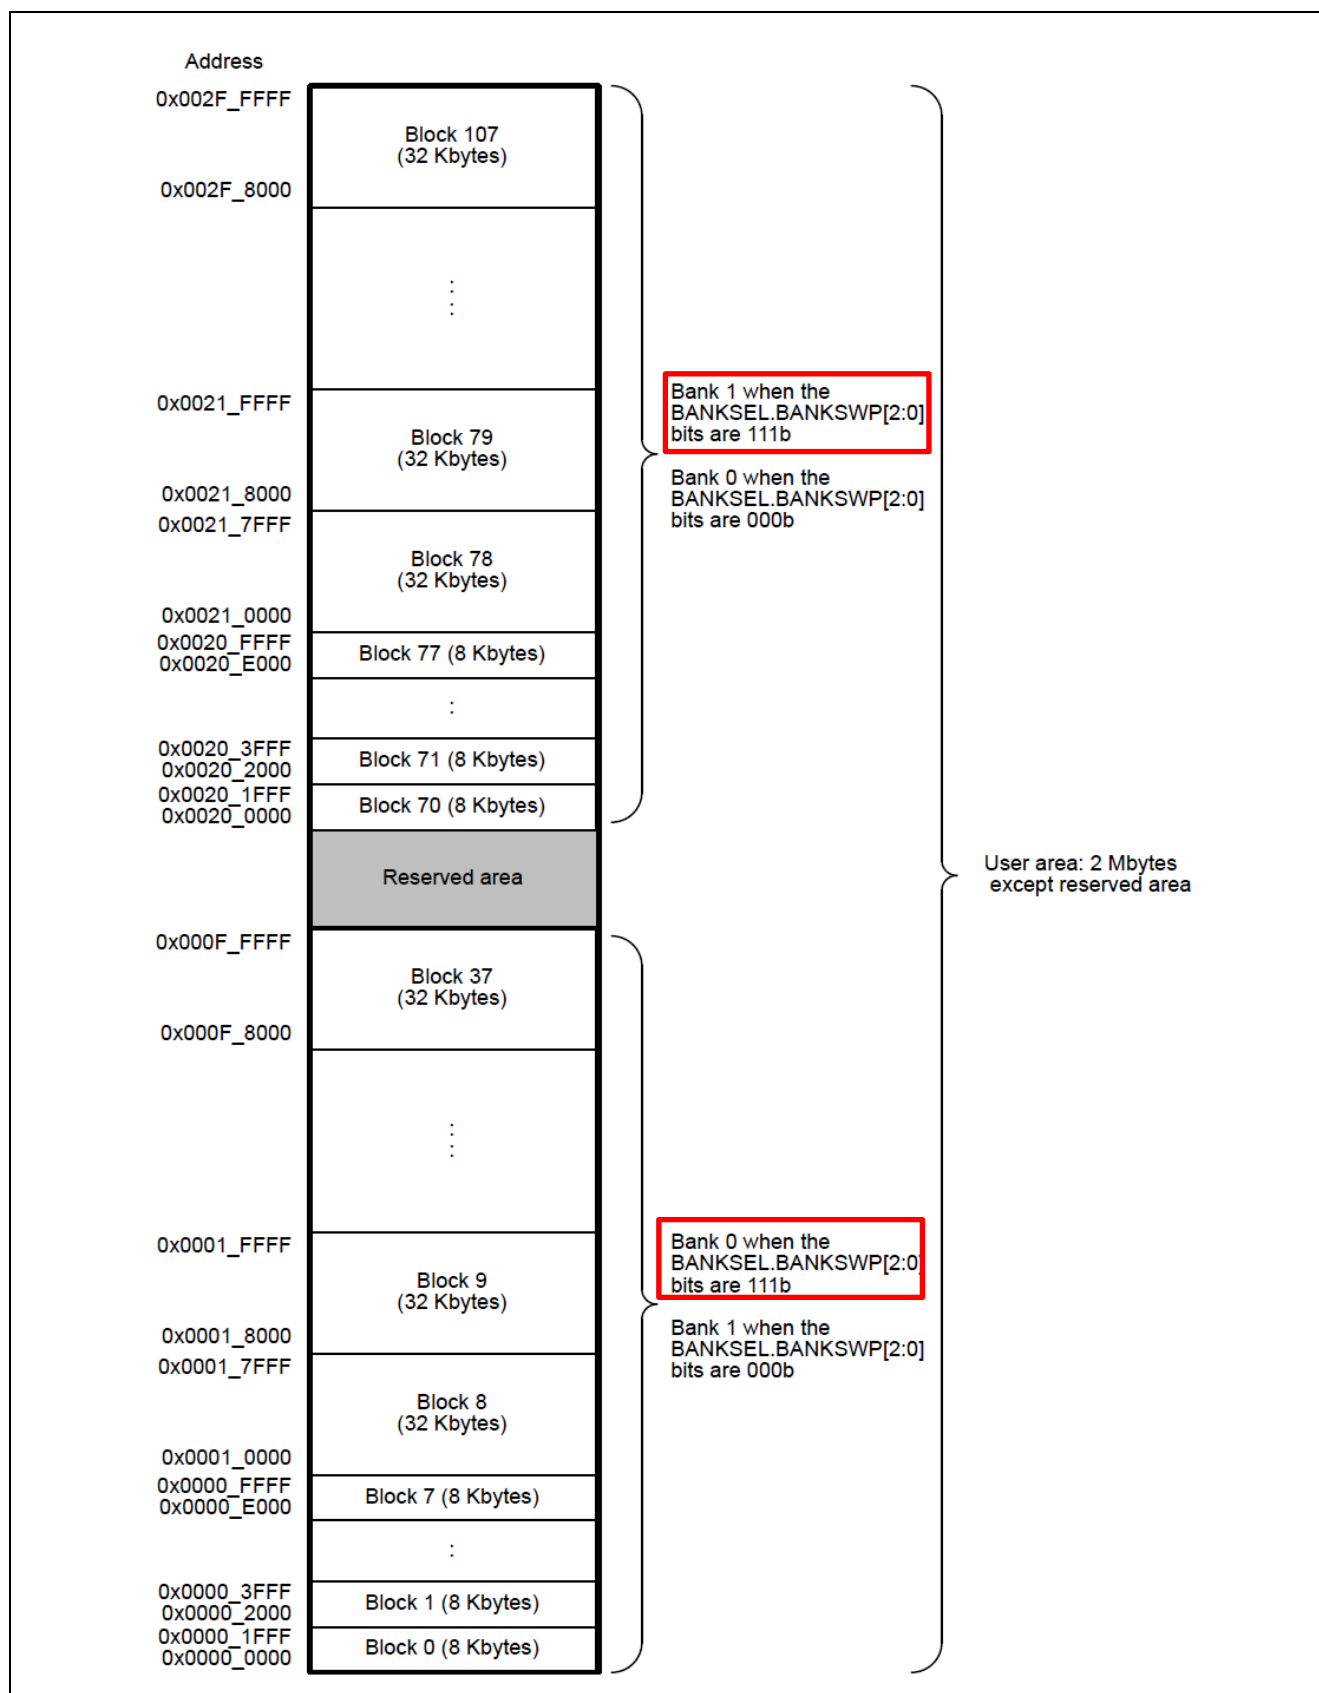 Address
0x002F_FFFF
Block 107
(32 Kbytes)
0x002F_8000
0x0021_FFFF
Block 79
(32 Kbytes)
0x0021_8000
0x0021_7FFF
Block 78
(32 Kbytes)
0x0021_0000
0x0020_FFFF
0x0020_E000
Block 77 (8 Kbytes)
0x0020_3FFF
0x0020_2000
Block 71 (8 Kbytes)
0x0020_1FFF
0x0020_0000
Block 70 (8 Kbytes)
Bank 1 when the
BANKSEL.BANKSWP[2:0]
bits are 111b
Bank 0 when the
BANKSEL.BANKSWP[2:0]
bits are 000b
Reserved area
User area: 2 Mbytes
except reserved area
0x000F_FFFF
Block 37
(32 Kbytes)
0x000F_8000
0x0001_FFFF
Block 9
(32 Kbytes)
0x0001_8000
0x0001_7FFF
Block 8
(32 Kbytes)
0x0001_0000
0x0000_FFFF
0x0000_E000
Block 7 (8 Kbytes)
0x0000_3FFF
0x0000_2000
Block 1 (8 Kbytes)
0x0000_1FFF
0x0000_0000
Block 0 (8 Kbytes)
Bank 0 when the
BANKSEL.BANKSWP[2:0]
bits are 111b
Bank 1 when the
BANKSEL.BANKSWP[2:0]
bits are 000b